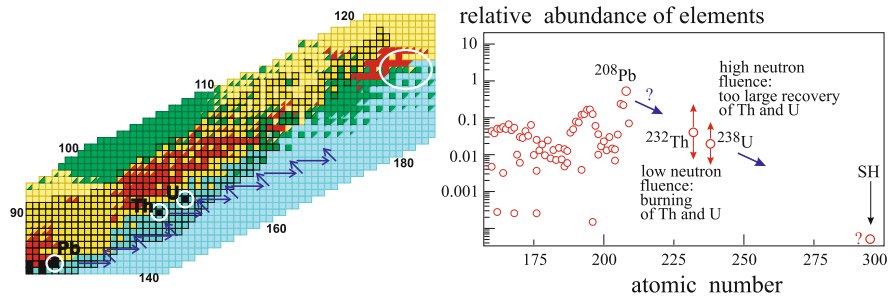 120
110
100
90
Pb
Th
U
140
160
180
relative abundance of elements
10
1
0.1
0.01
0.001
208Pb
?
high neutron
fluence:
too large recovery
of Th and U
232Th
238U
low neutron
fluence:
burning
of Th and U
SH
?
175
200
225
250
275
300
atomic number